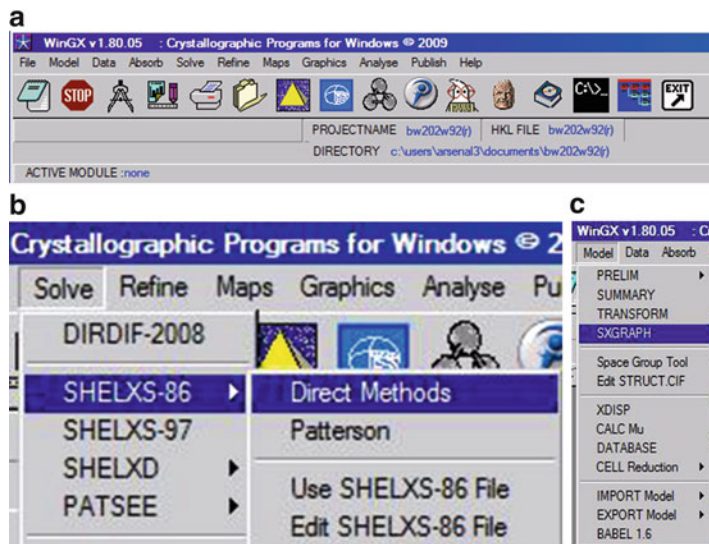 a
WinGX v1.80.05 : Crystallographic Programs for Windows © 2009
File Model Data Absorb Solve Refine Maps Graphics Analyse Publish Help
STOP
C:\>_
EXIT
PROJECTNAME bw202w92(r) HKL FILE bw202w92(r)
DIRECTORY c:\users\arsenal3\documents\bw202w92(r)
ACTIVE MODULE :none
b
Crystallographic Programs for Windows © 2
Solve Refine Maps Graphics Analyse Pu
DIRDIF-2008
SHELXS-86
Direct Methods
SHELXS-97
Patterson
SHELXD
Use SHELXS-86 File
PATSEE
Edit SHELXS-86 File
c
WinGX v1.80.05 : C
Model Data Absorb
PRELIM
SUMMARY
TRANSFORM
SXGRAPH
Space Group Tool
Edit STRUCT.CIF
XDISP
CALC Mu
DATABASE
CELL Reduction
IMPORT Model
EXPORT Model
BABEL 1.6